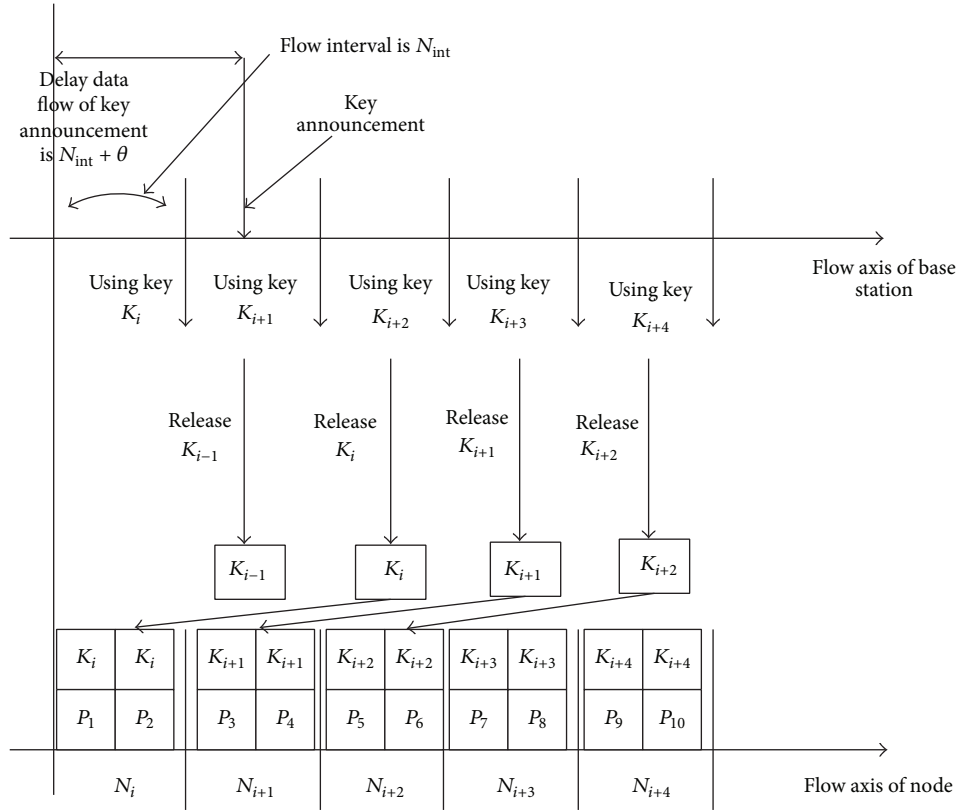 Flow interval is N_int
Delay data
flow of key
announcement
is N_int + θ
Key
announcement
Flow axis of base
station
Using key
K_i
Using key
K_{i+1}
Using key
K_{i+2}
Using key
K_{i+3}
Using key
K_{i+4}
Release
K_{i−1}
Release
K_i
Release
K_{i+1}
Release
K_{i+2}
K_{i−1} K_i K_{i+1} K_{i+2}
K_i K_i K_{i+1} K_{i+1} K_{i+2} K_{i+2} K_{i+3} K_{i+3} K_{i+4} K_{i+4}
P_1 P_2 P_3 P_4 P_5 P_6 P_7 P_8 P_9 P_10
N_i N_{i+1} N_{i+2} N_{i+3} N_{i+4} Flow axis of node